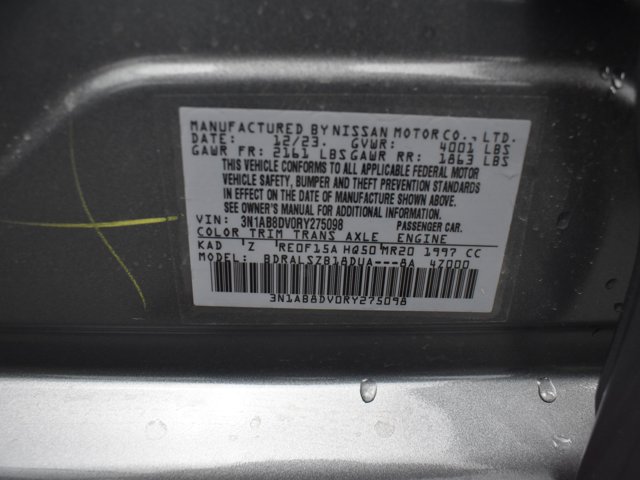 MANUFACTURED BY NISSAN MOTOR CO., LTD.
DATE: 12/23. GVWR: 4001 LBS
GAWR FR: 2161 LBS GAWR RR: 1863 LBS
THIS VEHICLE CONFORMS TO ALL APPLICABLE FEDERAL MOTOR
VEHICLE SAFETY, BUMPER AND THEFT PREVENTION STANDARDS
IN EFFECT ON THE DATE OF MANUFACTURE SHOWN ABOVE.
SEE OWNER'S MANUAL FOR ADDITIONAL INFORMATION.
VIN: 3N1AB8DV0RY275098 PASSENGER CAR.
COLOR TRIM TRANS AXLE ENGINE
KAD Z RE0F15A HQ50 MR20 1997 CC
MODEL: BDRALSZB18DUA---8A 47000
3N1AB8DV0RY275098